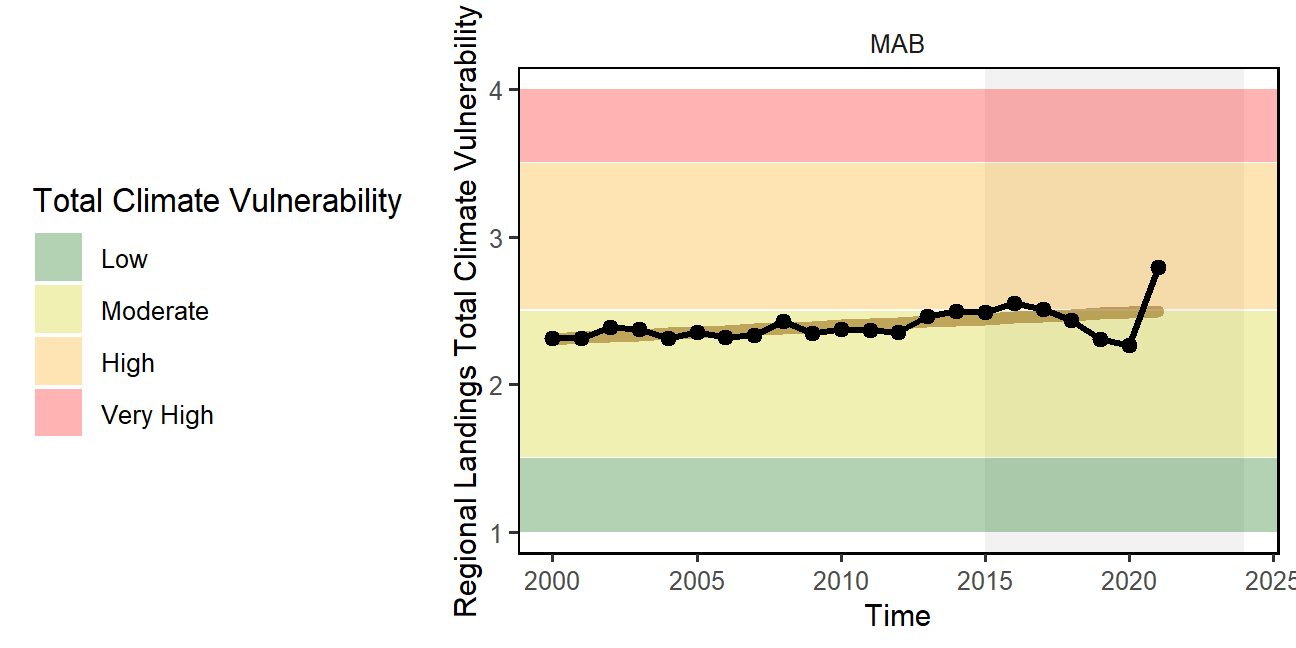 MAB
Total Climate Vulnerability
Low
Moderate
High
Very High
Regional Landings Total Climate Vulnerability
4
3
2
1
2000 2005 2010 2015 2020 2025
Time